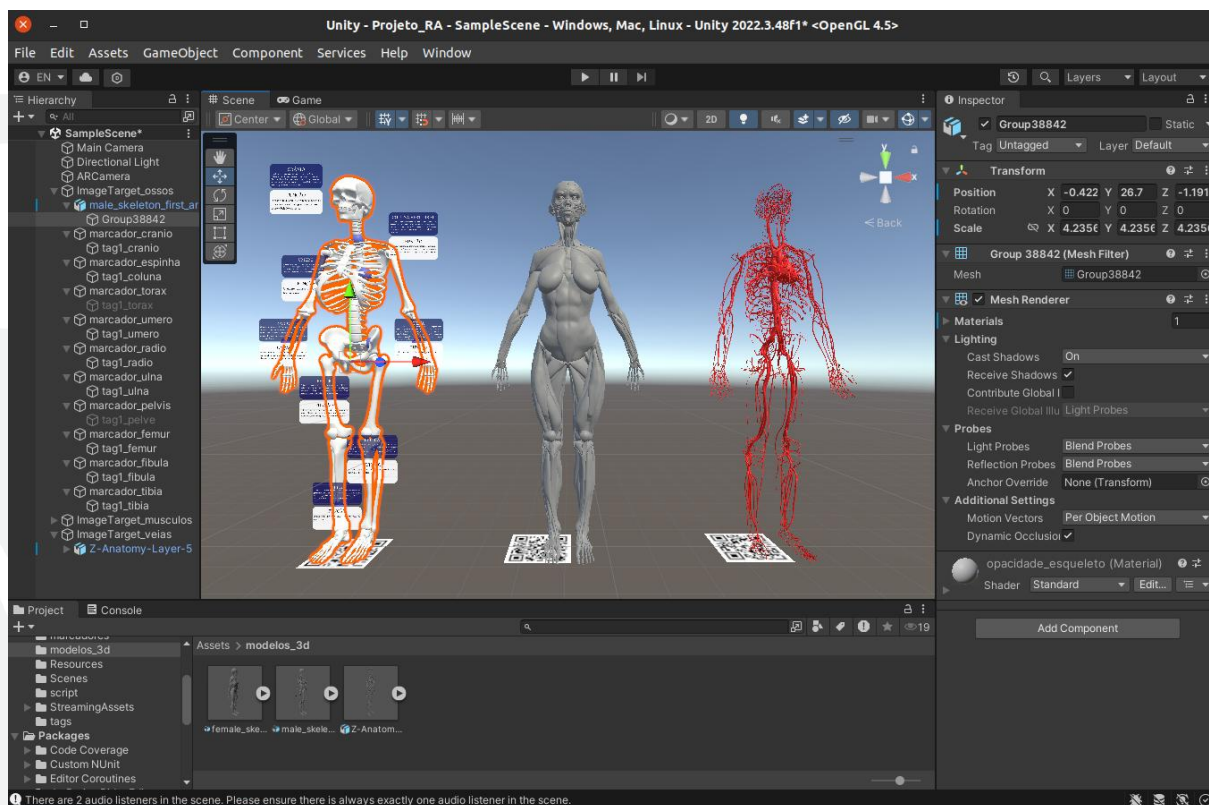 Unity - Projeto_RA - SampleScene - Windows, Mac, Linux - Unity 2022.3.48f1* <OpenGL 4.5>
File Edit Assets GameObject Component Services Help Window
EN
Layers Layout
Hierarchy
All
SampleScene*
Main Camera
Directional Light
ARCamera
ImageTarget_ossos
male_skeleton_first_ar
Group38842
marcador_cranio
tag1_cranio
marcador_espinha
tag1_coluna
marcador_torax
tag1_torax
marcador_umero
tag1_umero
marcador_radio
tag1_radio
marcador_ulna
tag1_ulna
marcador_pelvis
tag1_pelve
marcador_femur
tag1_femur
marcador_fibula
tag1_fibula
marcador_tibia
tag1_tibia
ImageTarget_musculos
ImageTarget_veias
Z-Anatomy-Layer-5
Scene Game
Center Global
2D
y
x
Back
Inspector
Group38842 Static
Tag Untagged Layer Default
Transform
Position X -0.422 Y 26.7 Z -1.191
Rotation X 0 Y 0 Z 0
Scale X 4.2356 Y 4.2356 Z 4.235
Group 38842 (Mesh Filter)
Mesh Group38842
Mesh Renderer
Materials 1
Lighting
Cast Shadows On
Receive Shadows
Contribute Global I
Receive Global Illu Light Probes
Probes
Light Probes Blend Probes
Reflection Probes Blend Probes
Anchor Override None (Transform)
Additional Settings
Motion Vectors Per Object Motion
Dynamic Occlusion
opacidade_esqueleto (Material)
Shader Standard Edit...
Add Component
Project Console
19
marcadores
modelos_3d
Resources
Scenes
script
StreamingAssets
tags
Packages
Code Coverage
Custom NUnit
Editor Coroutines
Assets > modelos_3d
female_ske... male_skele... Z-Anatom...
There are 2 audio listeners in the scene. Please ensure there is always exactly one audio listener in the scene.